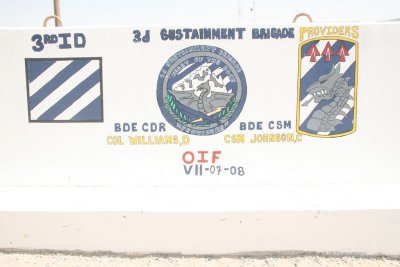 3RD ID
3d SUSTAINMENT BRIGADE
PROVIDERS
BDE CDR
BDE CSM
COL WILLIAMS,D
CSM JOHNSON,C
OIF
VII-07-08